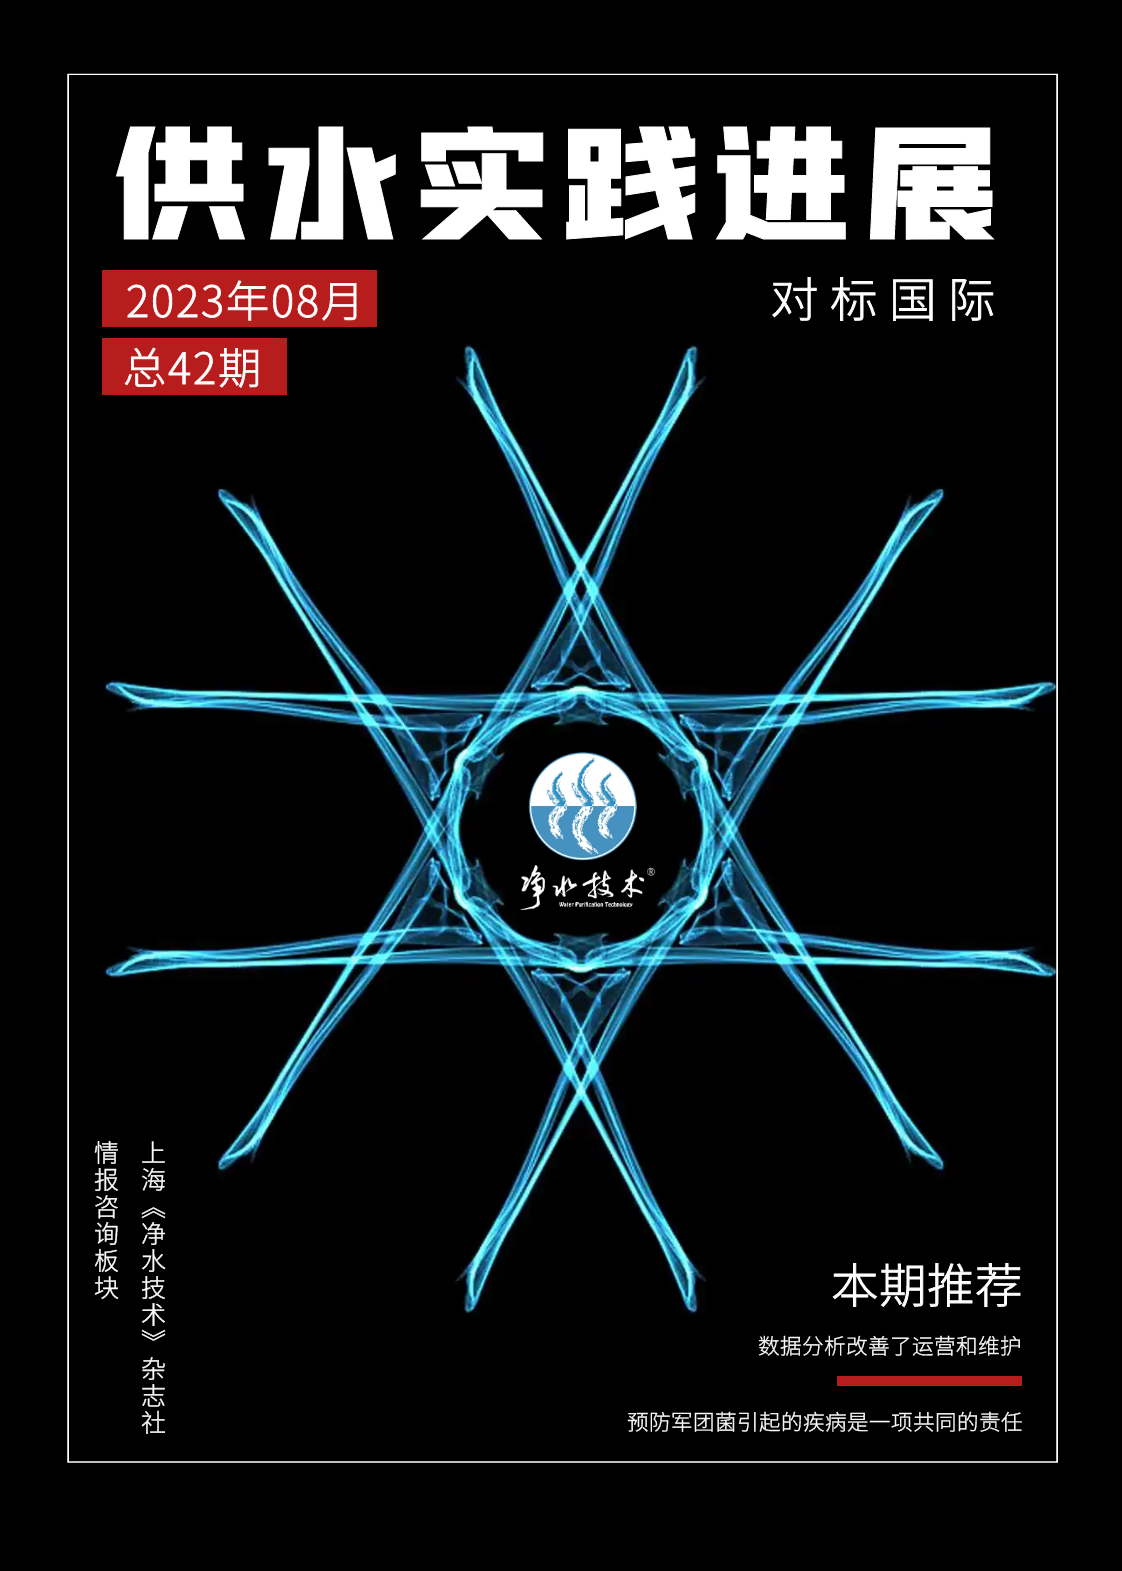 供水实践进展
2023年08月
对标国际
总42期
净水技术®
Water Purification Technology
上海《净水技术》杂志社
情报咨询板块
本期推荐
数据分析改善了运营和维护
预防军团菌引起的疾病是一项共同的责任